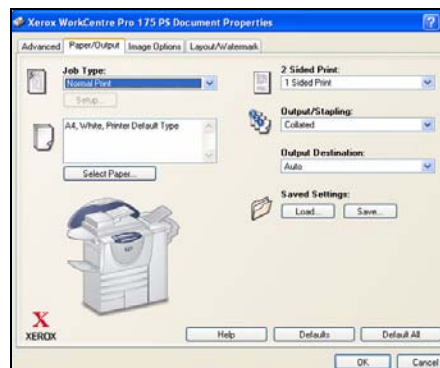 Xerox WorkCentre Pro 175 PS Document Properties
Advanced Paper/Output Image Options Layout/Watermark
Job Type:
Normal Print
Setup...
A4, White, Printer Default Type
Select Paper...
2 Sided Print:
1 Sided Print
Output/Stapling:
Collated
Output Destination:
Auto
Saved Settings:
Load... Save...
X
XEROX
Help Defaults Default All
OK Cancel